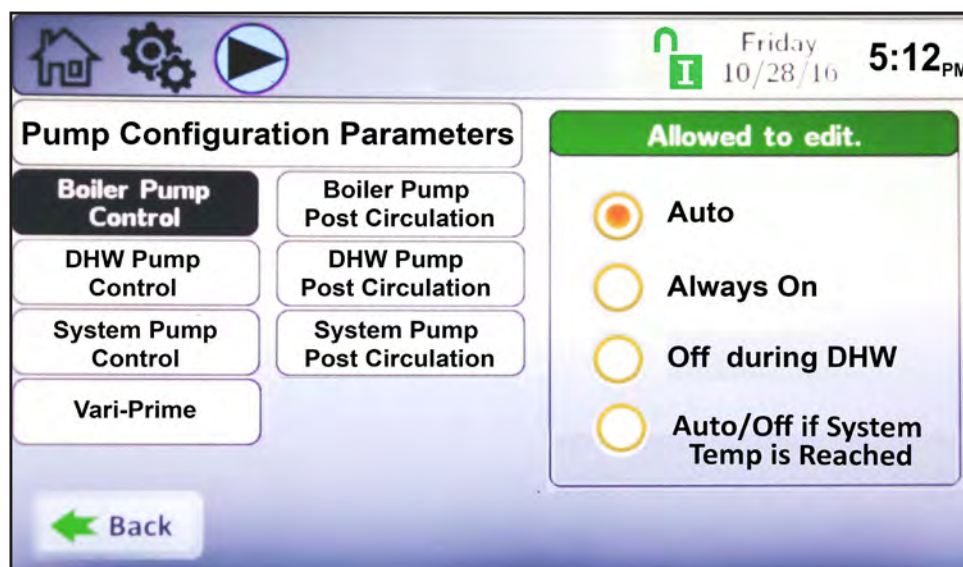 I
Friday
10/28/16
5:12PM
Pump Configuration Parameters
Boiler Pump
Control
Boiler Pump
Post Circulation
DHW Pump
Control
DHW Pump
Post Circulation
System Pump
Control
System Pump
Post Circulation
Vari-Prime
Back
Allowed to edit.
Auto
Always On
Off during DHW
Auto/Off if System
Temp is Reached